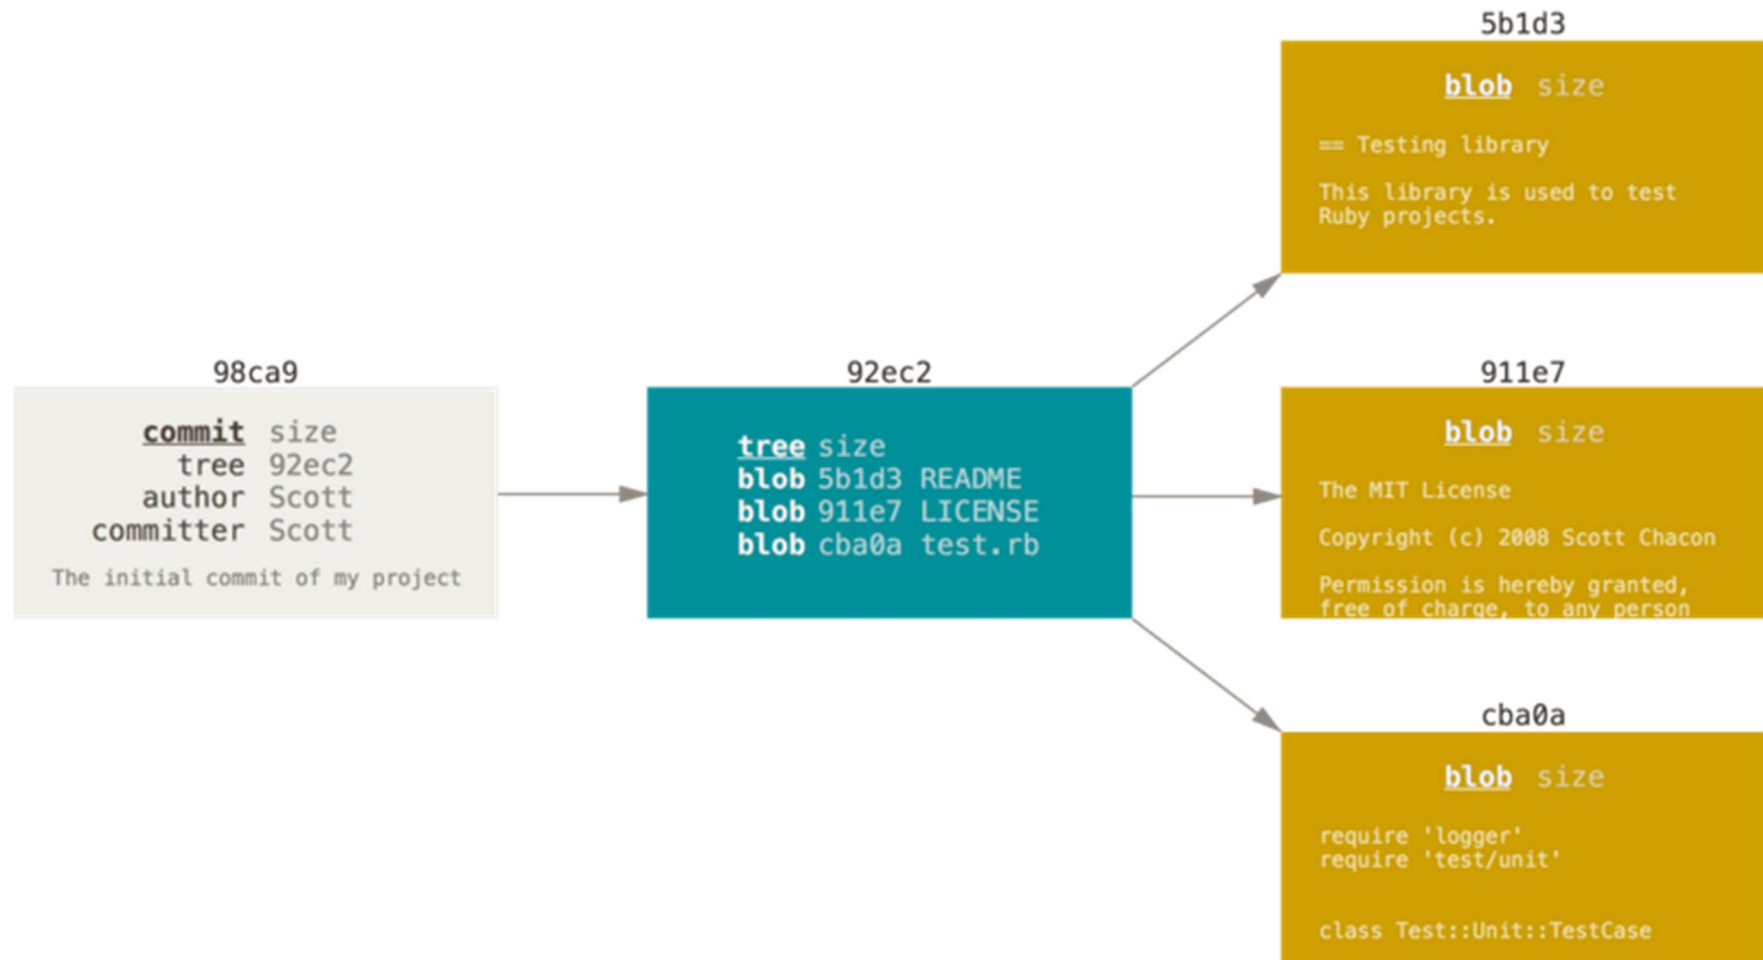 98ca9
commit size
tree 92ec2
author Scott
committer Scott
The initial commit of my project
92ec2
tree size
blob 5b1d3 README
blob 911e7 LICENSE
blob cba0a test.rb
5b1d3
blob size
== Testing library
This library is used to test
Ruby projects.
911e7
blob size
The MIT License
Copyright (c) 2008 Scott Chacon
Permission is hereby granted,
free of charge, to any person
cba0a
blob size
require 'logger'
require 'test/unit'
class Test::Unit::TestCase